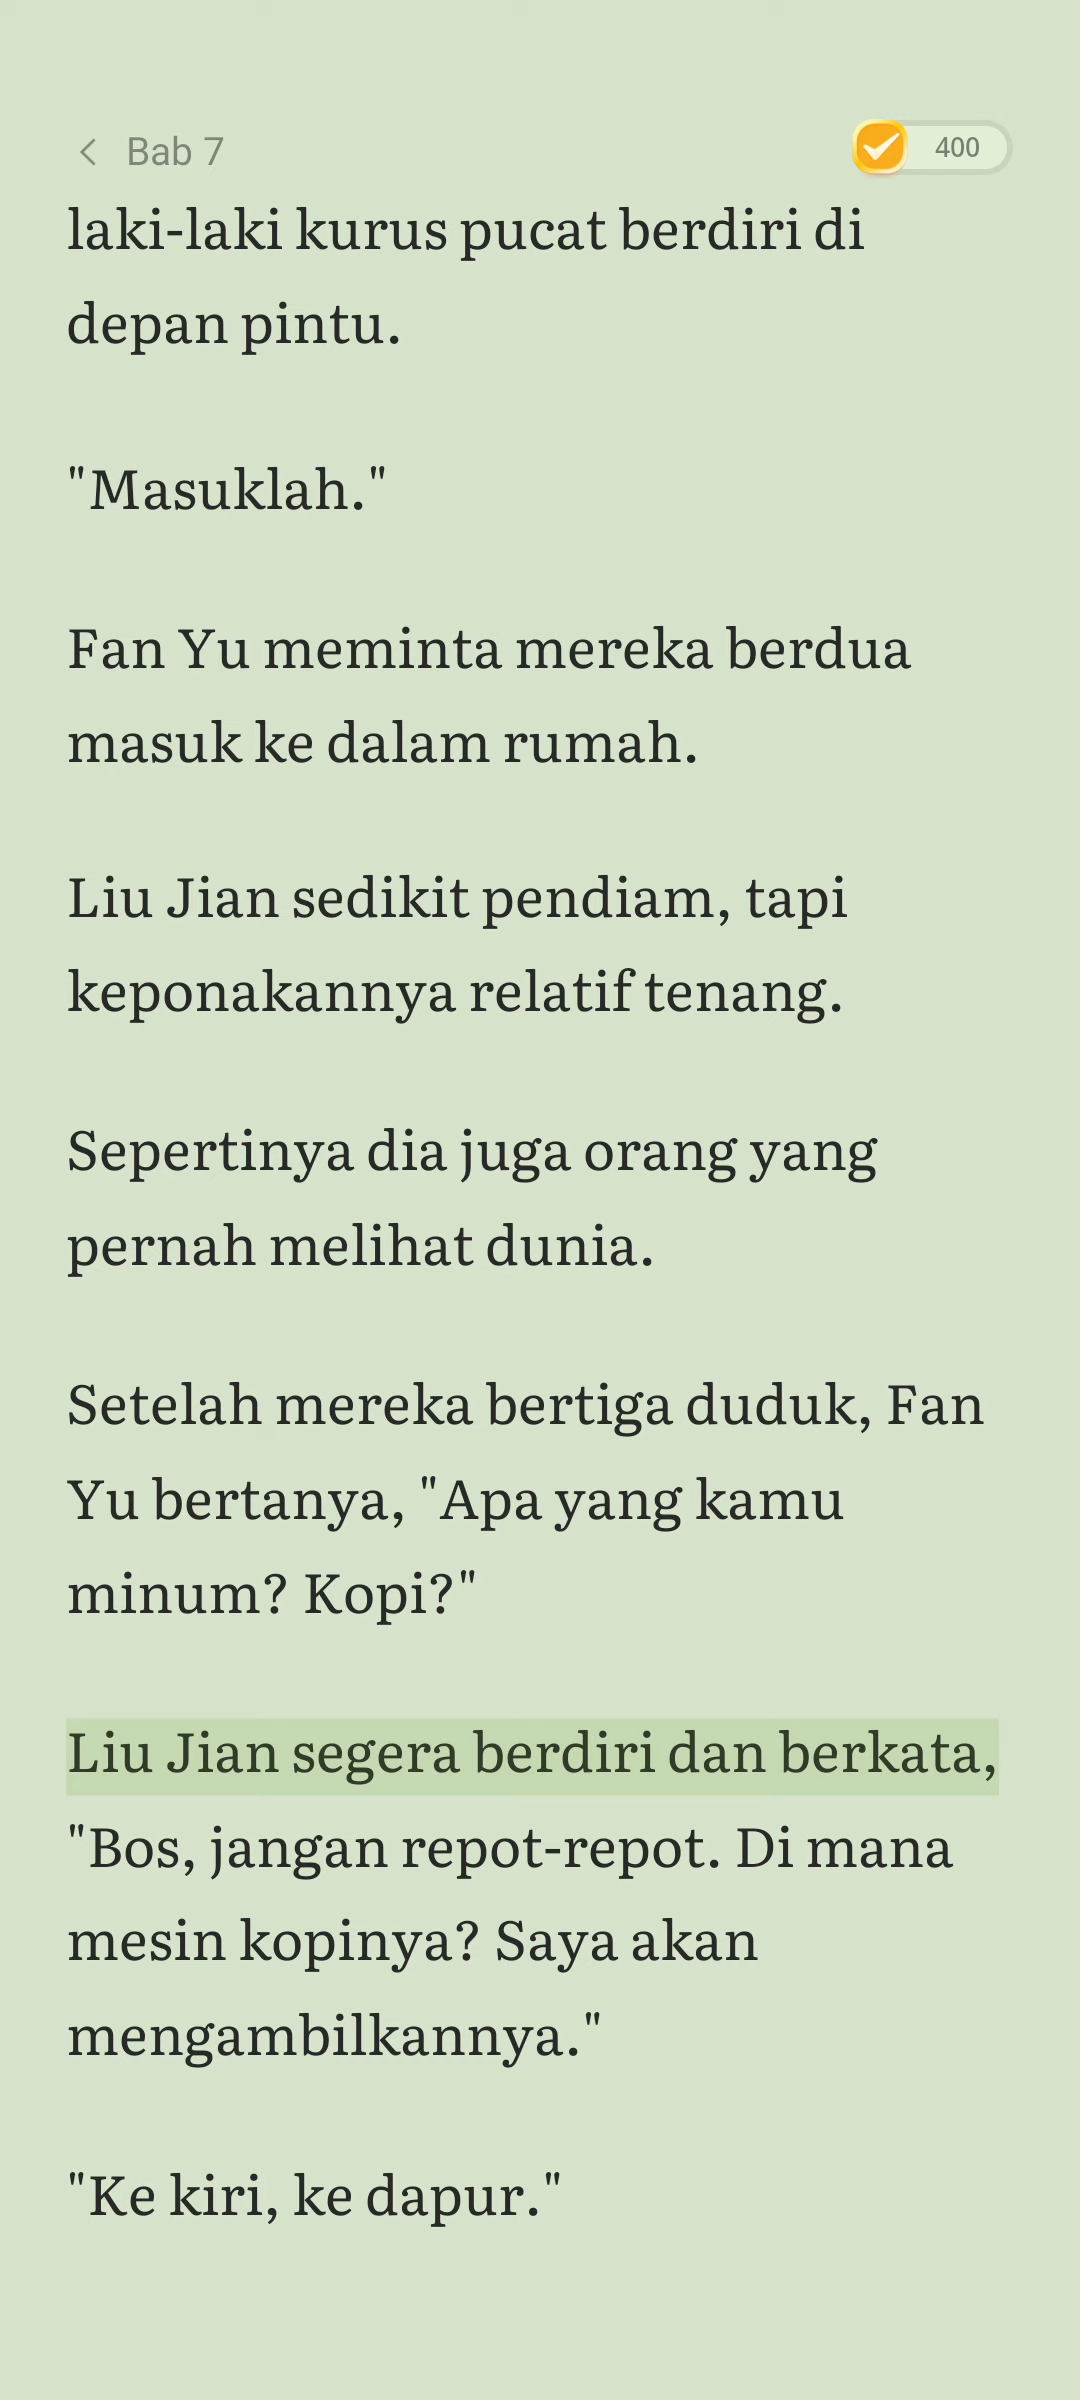 Bab 7
400
laki-laki kurus pucat berdiri di
depan pintu.
"Masuklah."
Fan Yu meminta mereka berdua
masuk ke dalam rumah.
Liu Jian sedikit pendiam, tapi
keponakannya relatif tenang.
Sepertinya dia juga orang yang
pernah melihat dunia.
Setelah mereka bertiga duduk, Fan
Yu bertanya, "Apa yang kamu
minum? Kopi?"
Liu Jian segera berdiri dan berkata,
"Bos, jangan repot-repot. Di mana
mesin kopinya? Saya akan
mengambilkannya."
"Ke kiri, ke dapur."